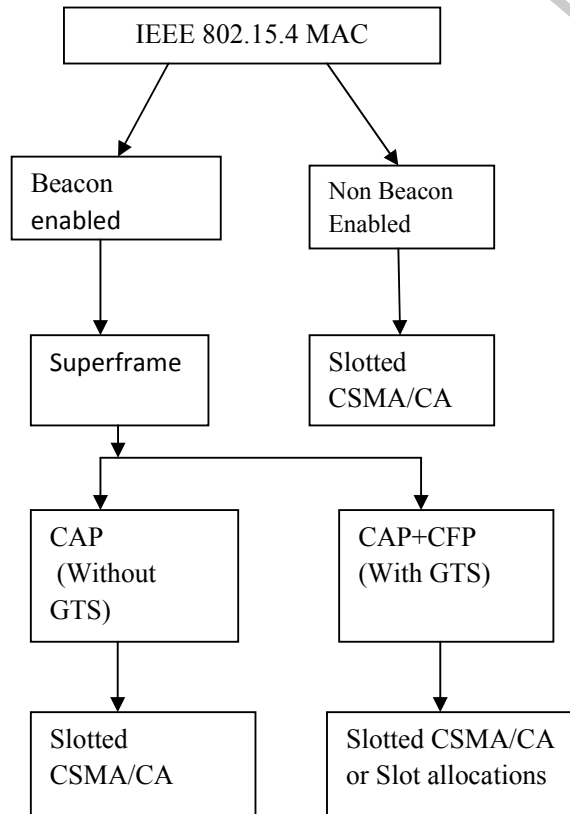 IEEE 802.15.4 MAC
Beacon
enabled
Non Beacon
Enabled
Superframe
Slotted
CSMA/CA
CAP
(Without
GTS)
CAP+CFP
(With GTS)
Slotted
CSMA/CA
Slotted CSMA/CA
or Slot allocations